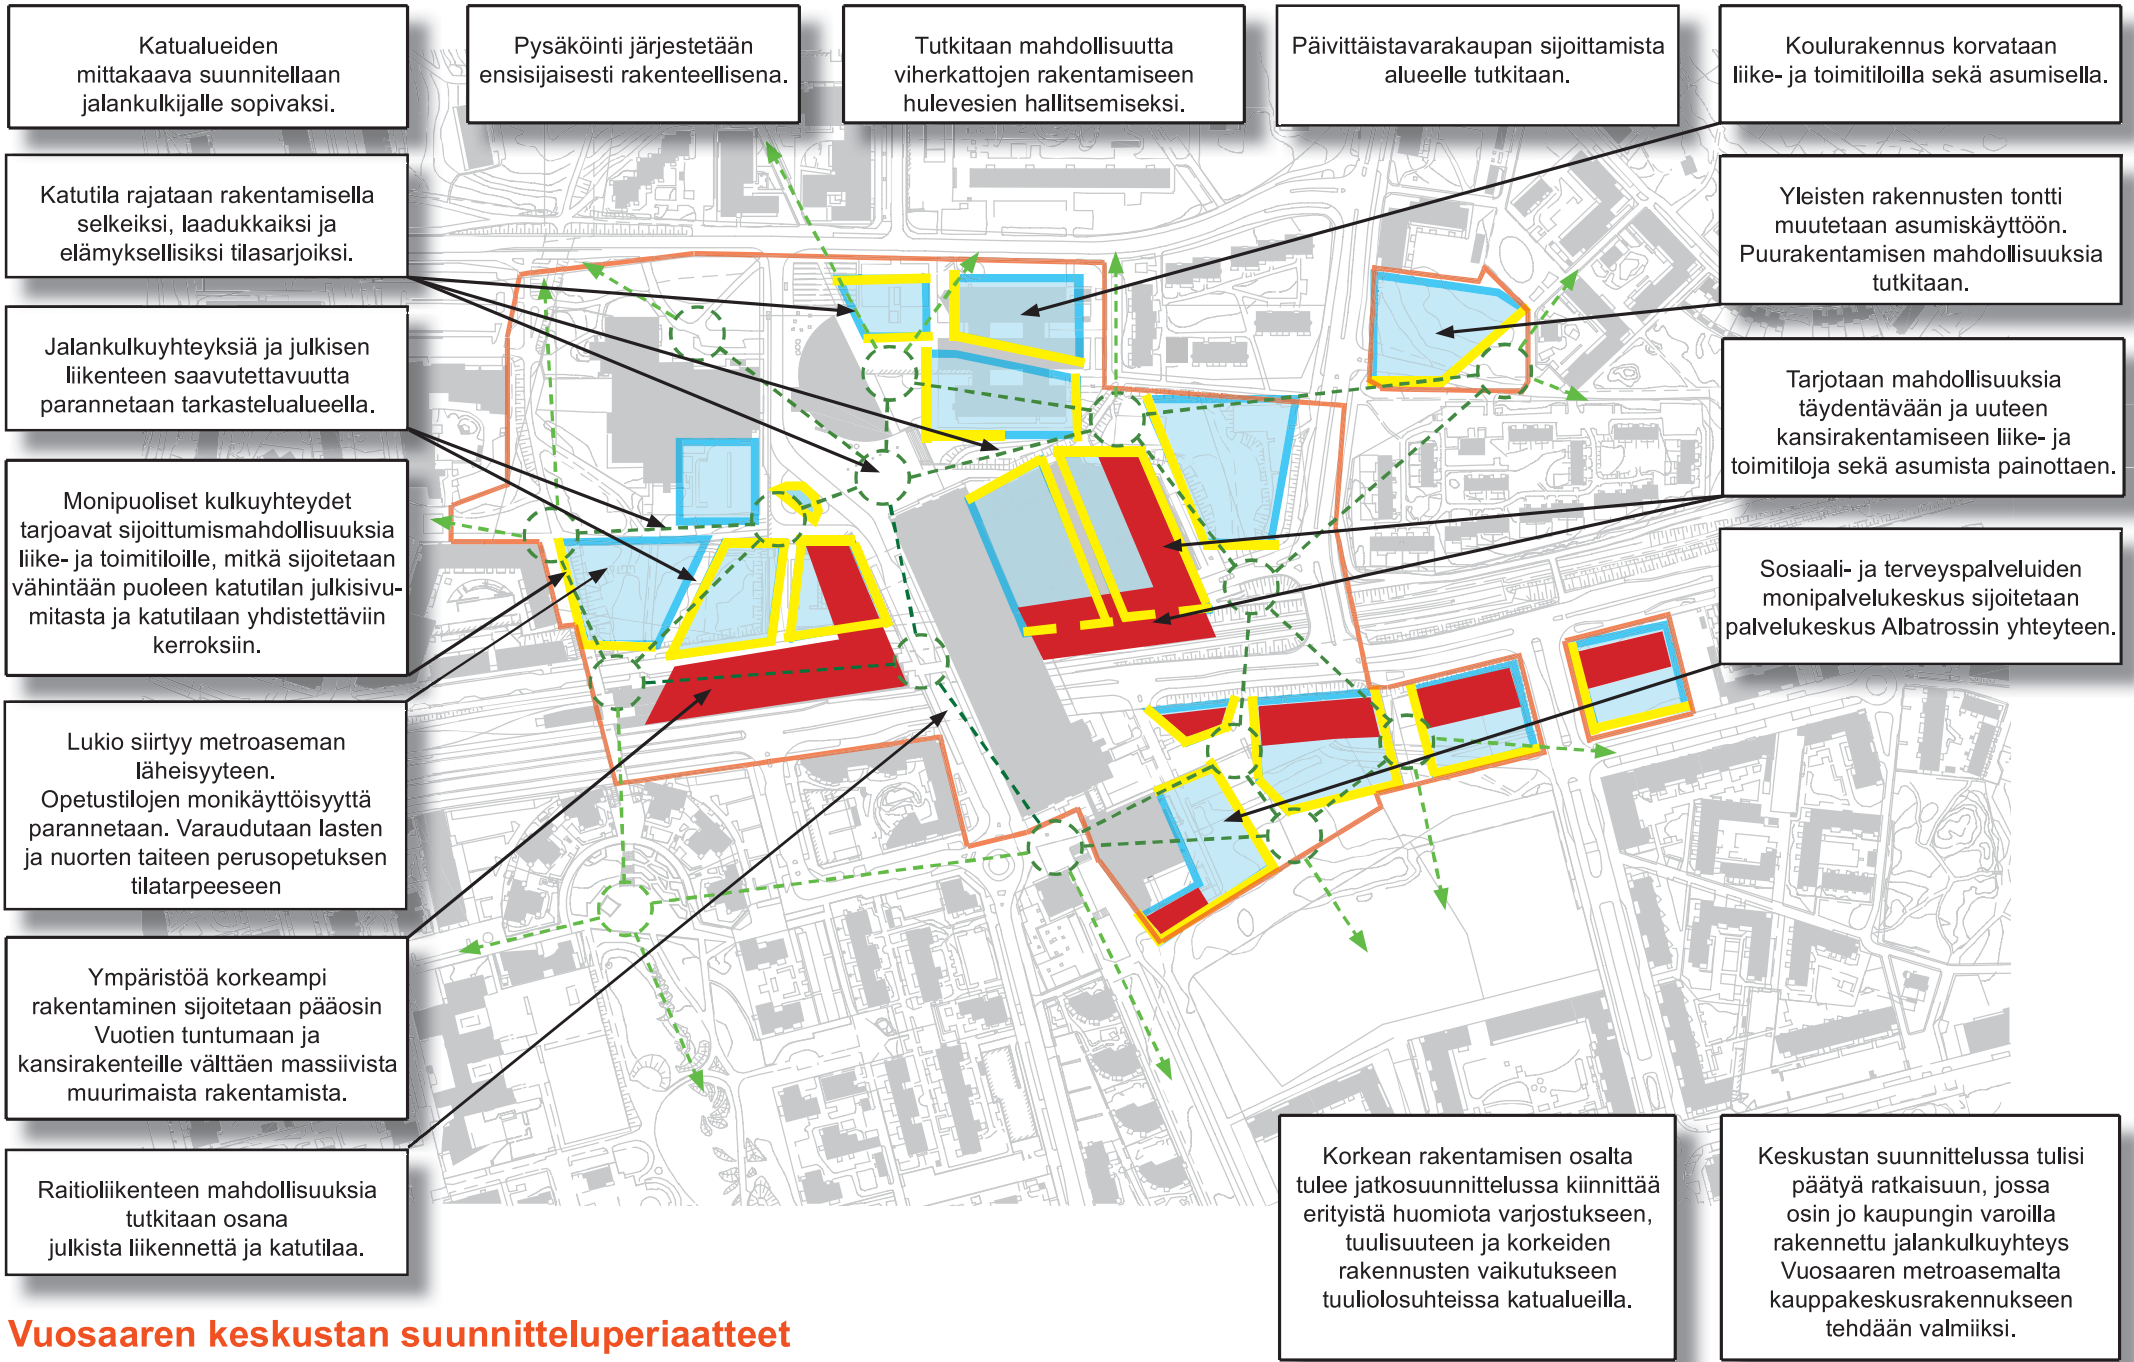 Katualueiden
mittakaava suunnitellaan
jalankulkijalle sopivaksi.
Pysäköinti järjestetään
ensisijaisesti rakenteellisena.
Tutkitaan mahdollisuutta
viherkattojen rakentamiseen
hulevesien hallitsemiseksi.
Päivittäistavarakaupan sijoittamista
alueelle tutkitaan.
Koulurakennus korvataan
liike- ja toimitiloilla sekä asumisella.
Katutila rajataan rakentamisella
selkeiksi, laadukkaiksi ja
elämyksellisiksi tilasarjoiksi.
Yleisten rakennusten tontti
muutetaan asumiskäyttöön.
Puurakentamisen mahdollisuuksia
tutkitaan.
Jalankulkuyhteyksiä ja julkisen
liikenteen saavutettavuutta
parannetaan tarkastelualueella.
Tarjotaan mahdollisuuksia
täydentävään ja uuteen
kansirakentamiseen liike- ja
toimitiloja sekä asumista painottaen.
Monipuoliset kulkuyhteydet
tarjoavat sijoittumismahdollisuuksia
liike- ja toimitiloille, mitkä sijoitetaan
vähintään puoleen katutilan julkisivu-
mitasta ja katutilaan yhdistettäviin
kerroksiin.
Sosiaali- ja terveyspalveluiden
monipalvelukeskus sijoitetaan
palvelukeskus Albatrossin yhteyteen.
Lukio siirtyy metroaseman
läheisyyteen.
Opetustilojen monikäyttöisyyttä
parannetaan. Varaudutaan lasten
ja nuorten taiteen perusopetuksen
tilatarpeeseen
Ympäristöä korkeampi
rakentaminen sijoitetaan pääosin
Vuotien tuntumaan ja
kansirakenteille välttäen massiivista
muurimaista rakentamista.
Raitioliikenteen mahdollisuuksia
tutkitaan osana
julkista liikennettä ja katutilaa.
Korkean rakentamisen osalta
tulee jatkosuunnittelussa kiinnittää
erityistä huomiota varjostukseen,
tuulisuuteen ja korkeiden
rakennusten vaikutukseen
tuuliolosuhteissa katualueilla.
Keskustan suunnittelussa tulisi
päätyä ratkaisuun, jossa
osin jo kaupungin varoilla
rakennettu jalankulkuyhteys
Vuosaaren metroasemalta
kauppakeskusrakennukseen
tehdään valmiiksi.
Vuosaaren keskustan suunnitteluperiaatteet